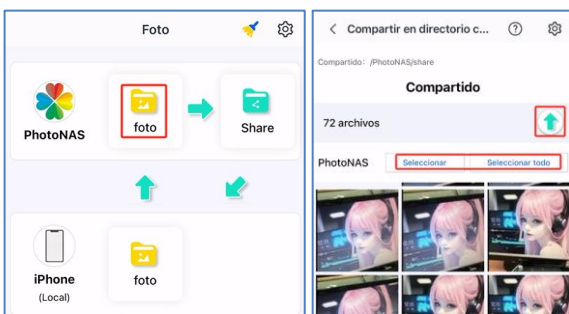 Foto
PhotoNAS
foto
Share
iPhone
(Local)
foto
Compartir en directorio c...
Compartido: /PhotoNAS/share
Compartido
72 archivos
PhotoNAS
Seleccionar
Seleccionar todo